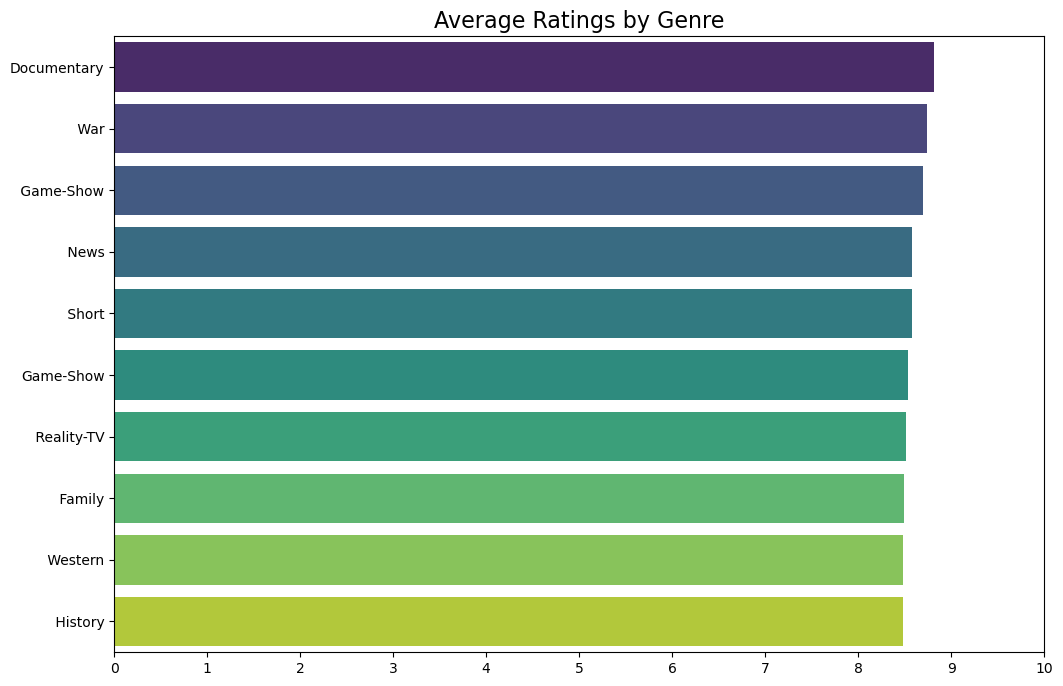 Average Ratings by Genre
Documentary
War
Game-Show
News
Short
Game-Show
Reality-TV
Family
Western
History
0 1 2 3 4 5 6 7 8 9 10